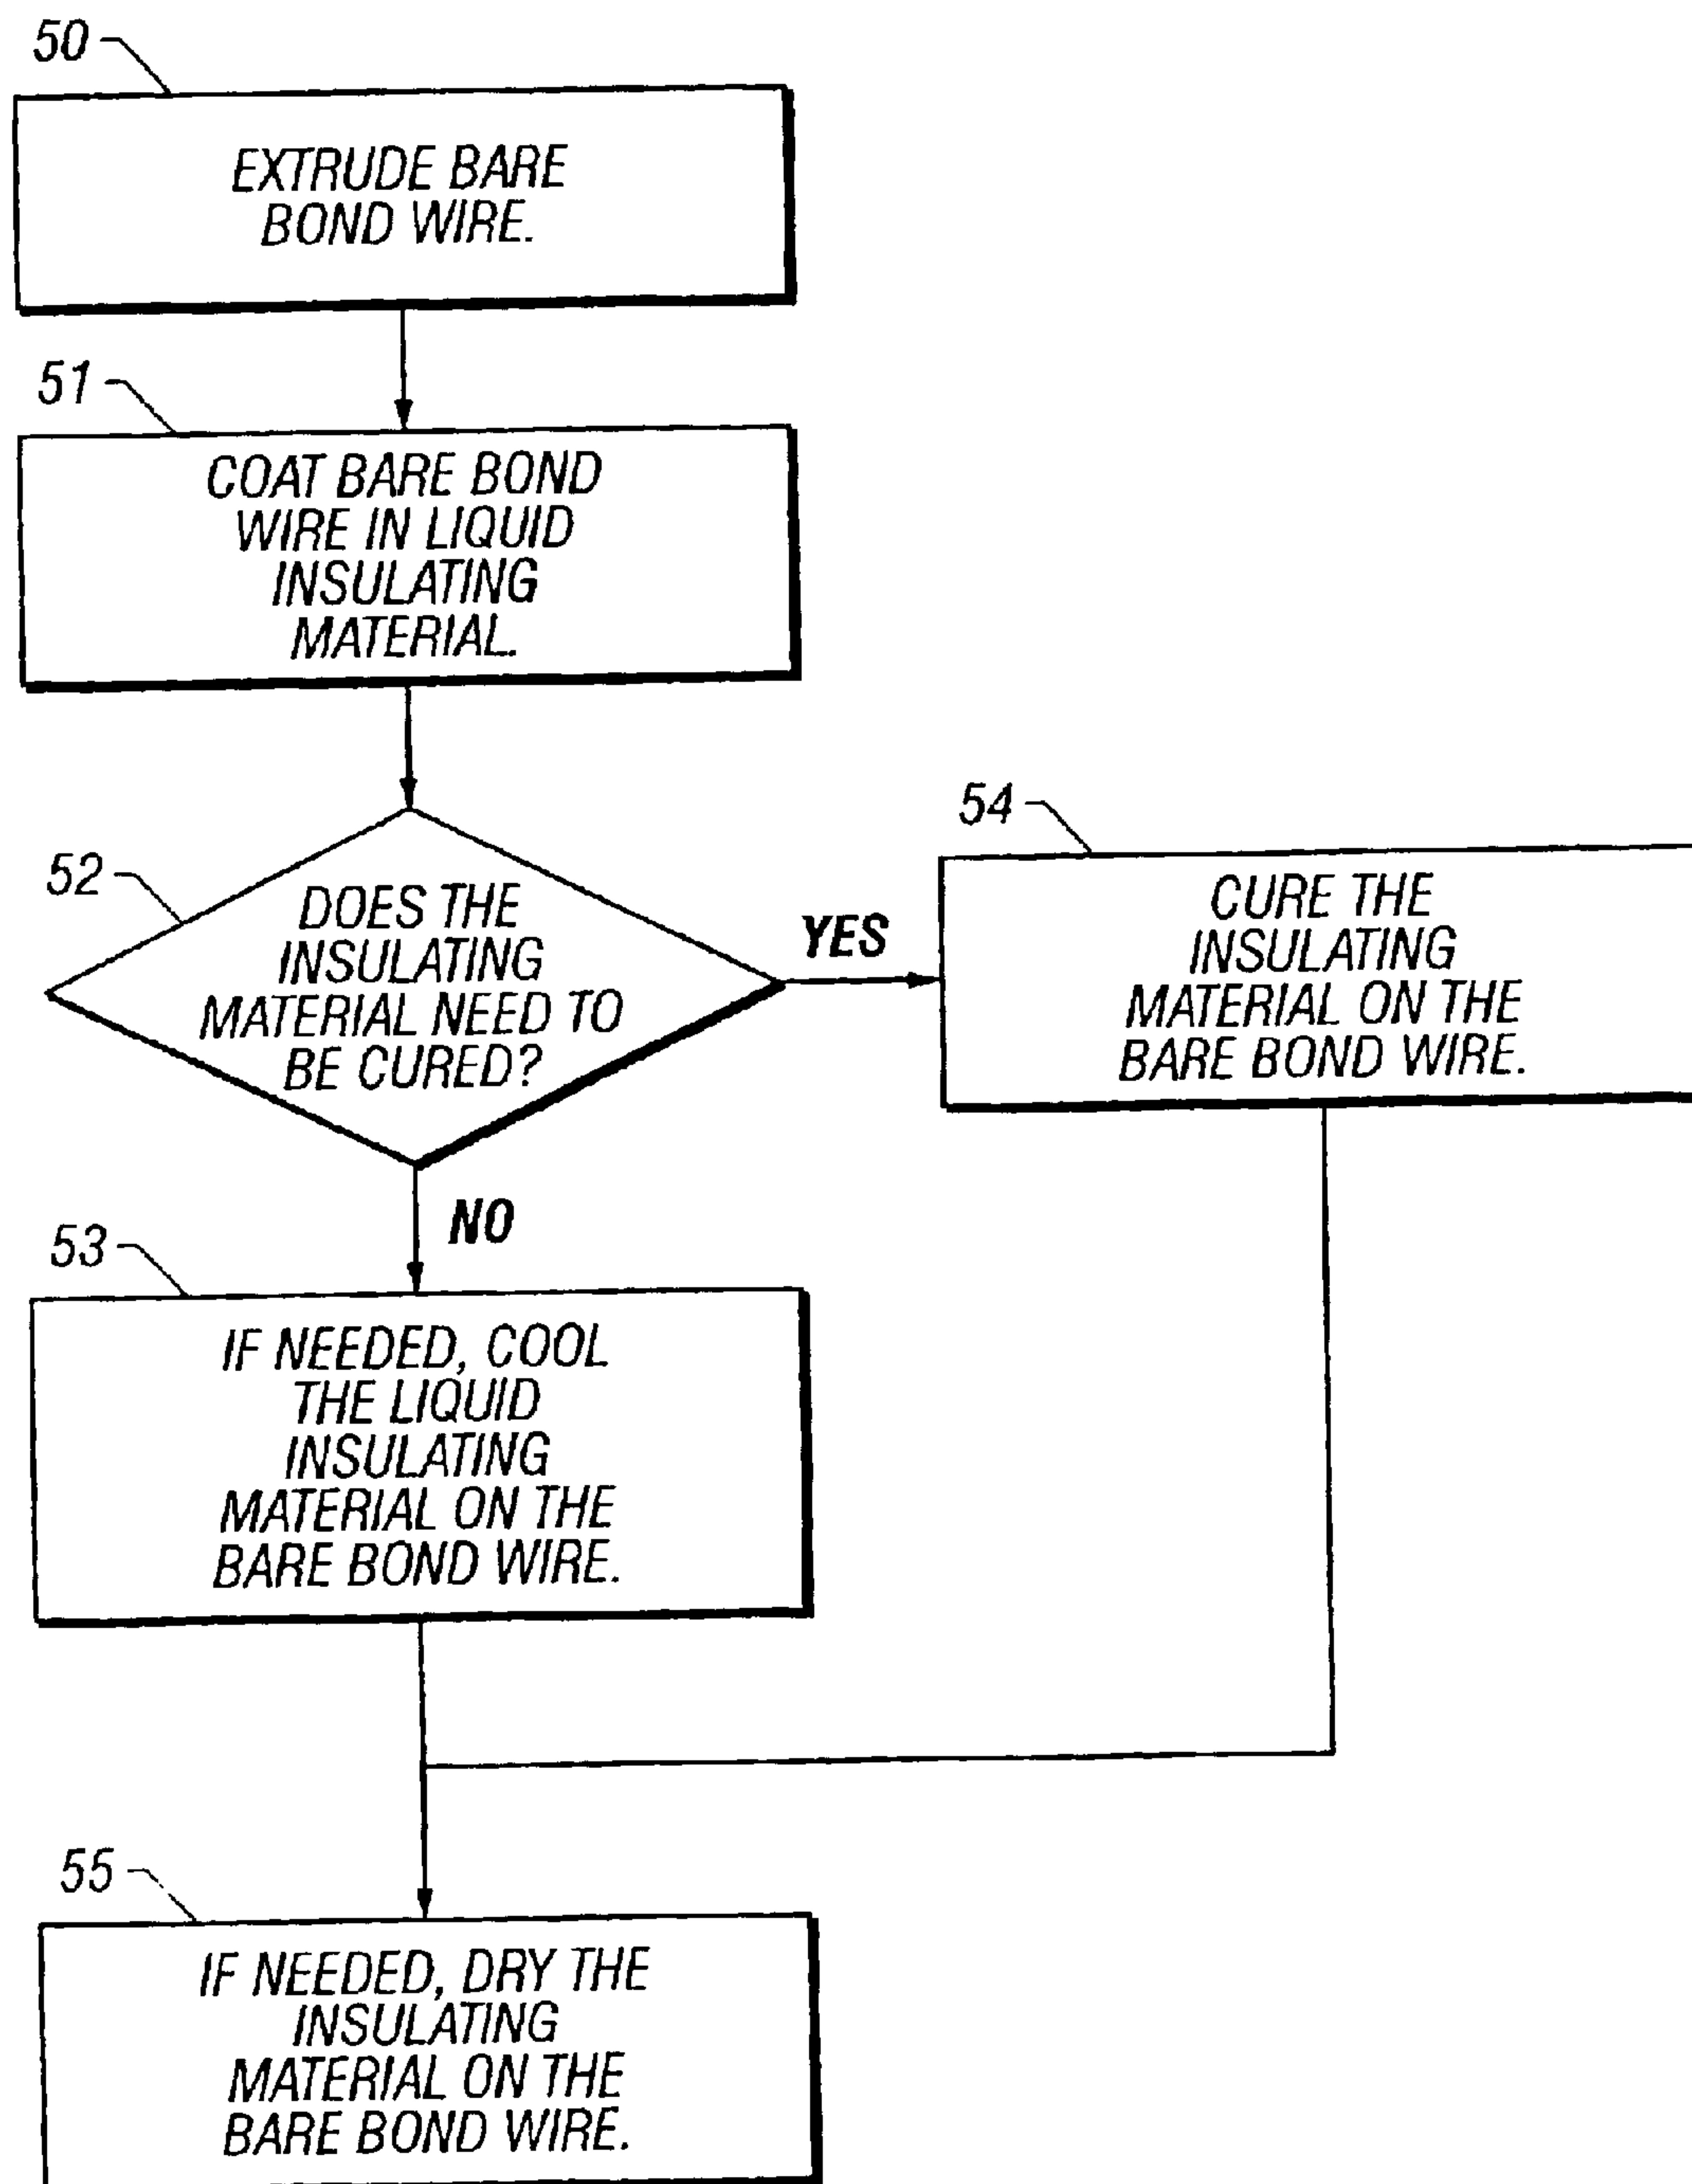 50
EXTRUDE BARE
BOND WIRE.
51
COAT BARE BOND
WIRE IN LIQUID
INSULATING
MATERIAL.
52
DOES THE
INSULATING
MATERIAL NEED TO
BE CURED?
YES
54
CURE THE
INSULATING
MATERIAL ON THE
BARE BOND WIRE.
NO
53
IF NEEDED, COOL
THE LIQUID
INSULATING
MATERIAL ON THE
BARE BOND WIRE.
55
IF NEEDED, DRY THE
INSULATING
MATERIAL ON THE
BARE BOND WIRE.